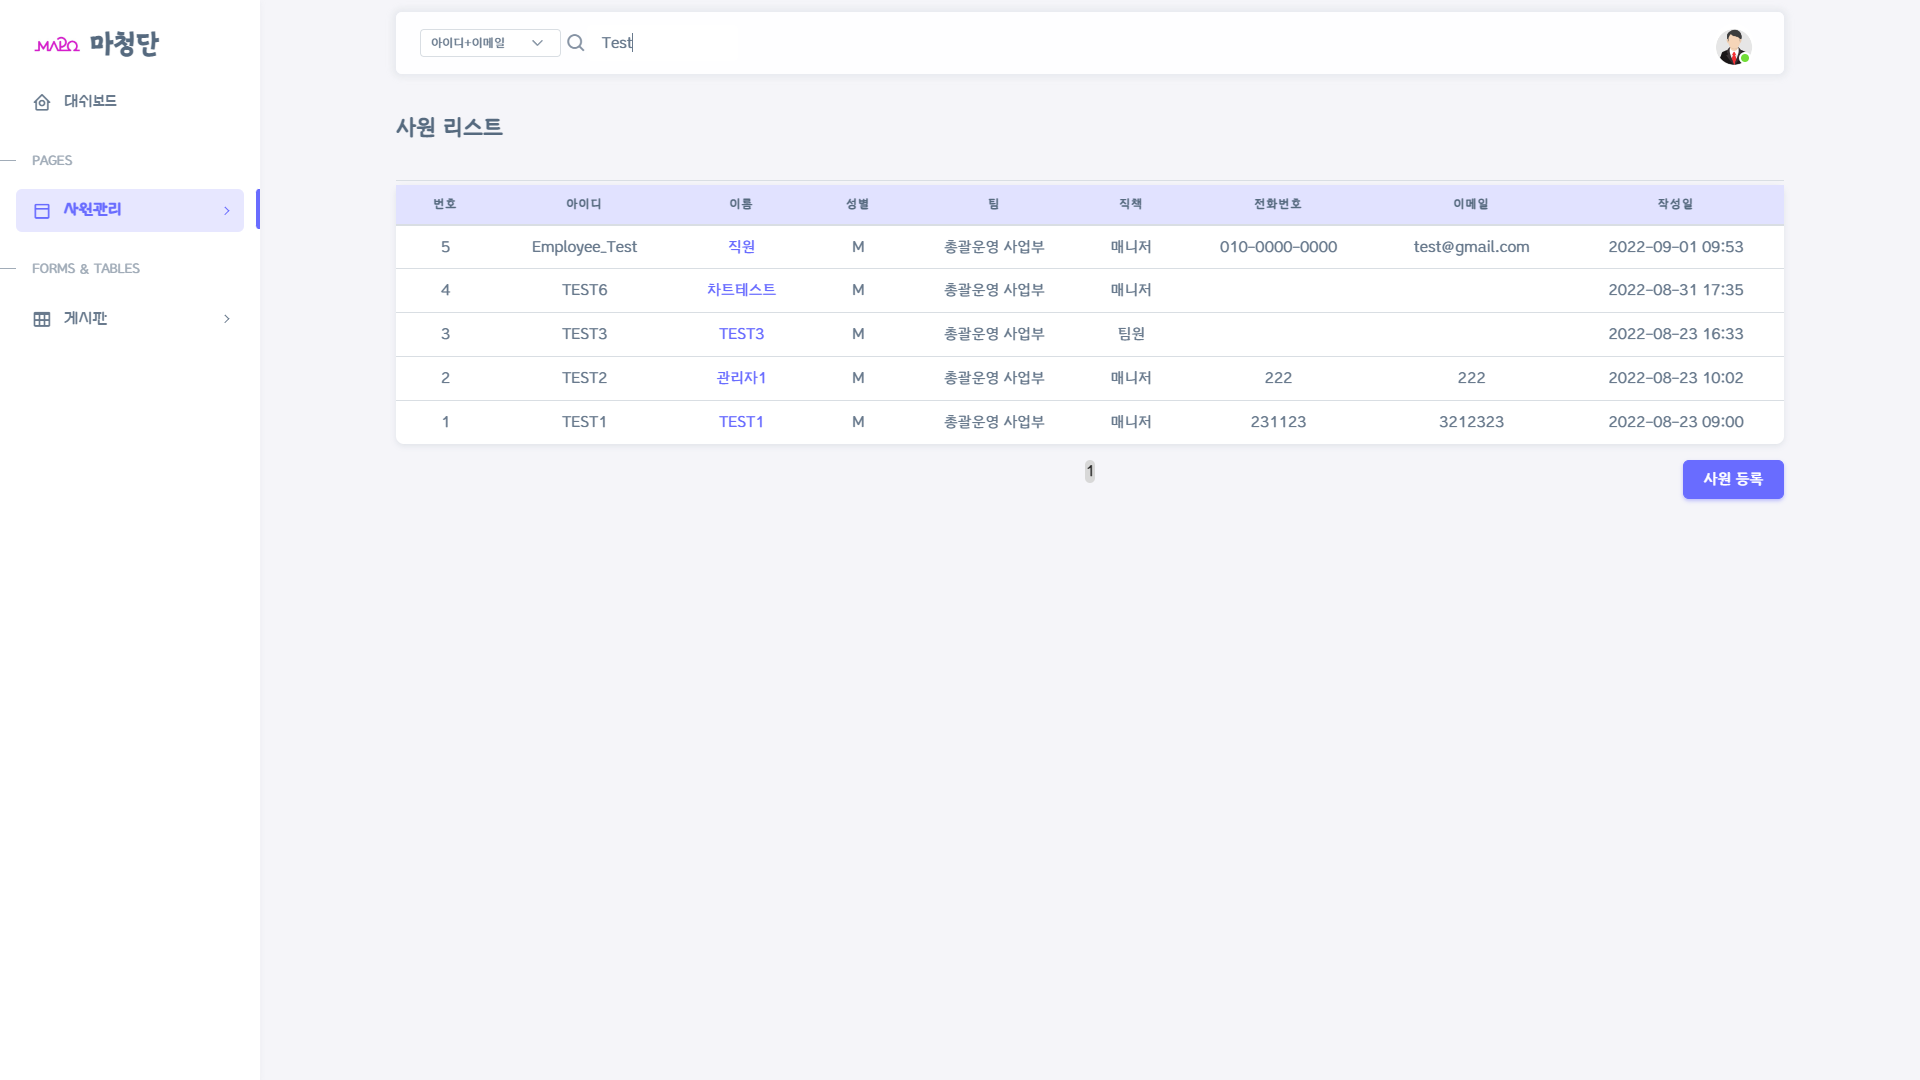 MAPO 마청단
대쉬보드
PAGES
사원관리
FORMS & TABLES
게시판
아이디+이메일 Test
사원 리스트
번호 아이디 이름 성별 팀 직책 전화번호 이메일 작성일
5 Employee_Test 직원 M 총괄운영 사업부 매니저 010-0000-0000 test@gmail.com 2022-09-01 09:53
4 TEST6 차트테스트 M 총괄운영 사업부 매니저 2022-08-31 17:35
3 TEST3 TEST3 M 총괄운영 사업부 팀원 2022-08-23 16:33
2 TEST2 관리자1 M 총괄운영 사업부 매니저 222 222 2022-08-23 10:02
1 TEST1 TEST1 M 총괄운영 사업부 매니저 231123 3212323 2022-08-23 09:00
1
사원 등록